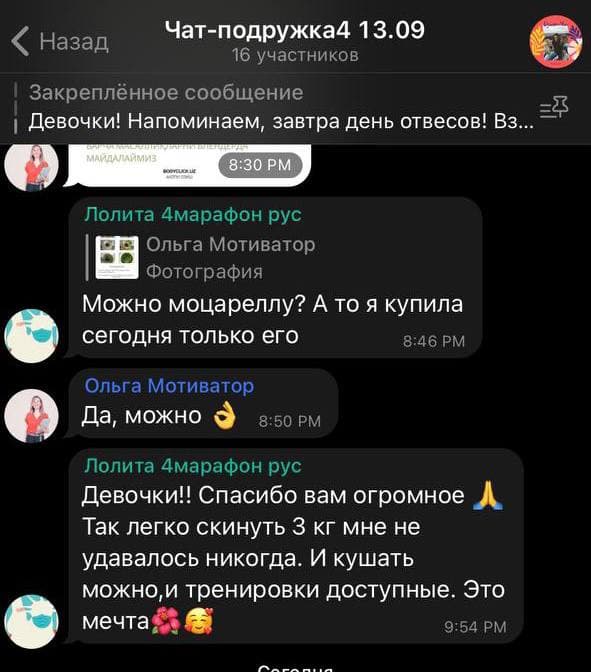 Назад
Чат-подружка4 13.09
16 участников
Закреплённое сообщение
Девочки! Напоминаем, завтра день отвесов! Вз...
МАЙДАЛАЙМИЗ
BODYCLICK.UZ
8:30 PM
Лолита 4марафон рус
Ольга Мотиватор
Фотография
Можно моцареллу? А то я купила
сегодня только его
8:46 PM
Ольга Мотиватор
Да, можно 👌
8:50 PM
Лолита 4марафон рус
Девочки!! Спасибо вам огромное 🙏
Так легко скинуть 3 кг мне не
удавалось никогда. И кушать
можно,и тренировки доступные. Это
мечта🌺🥰
9:54 PM
Сегодня